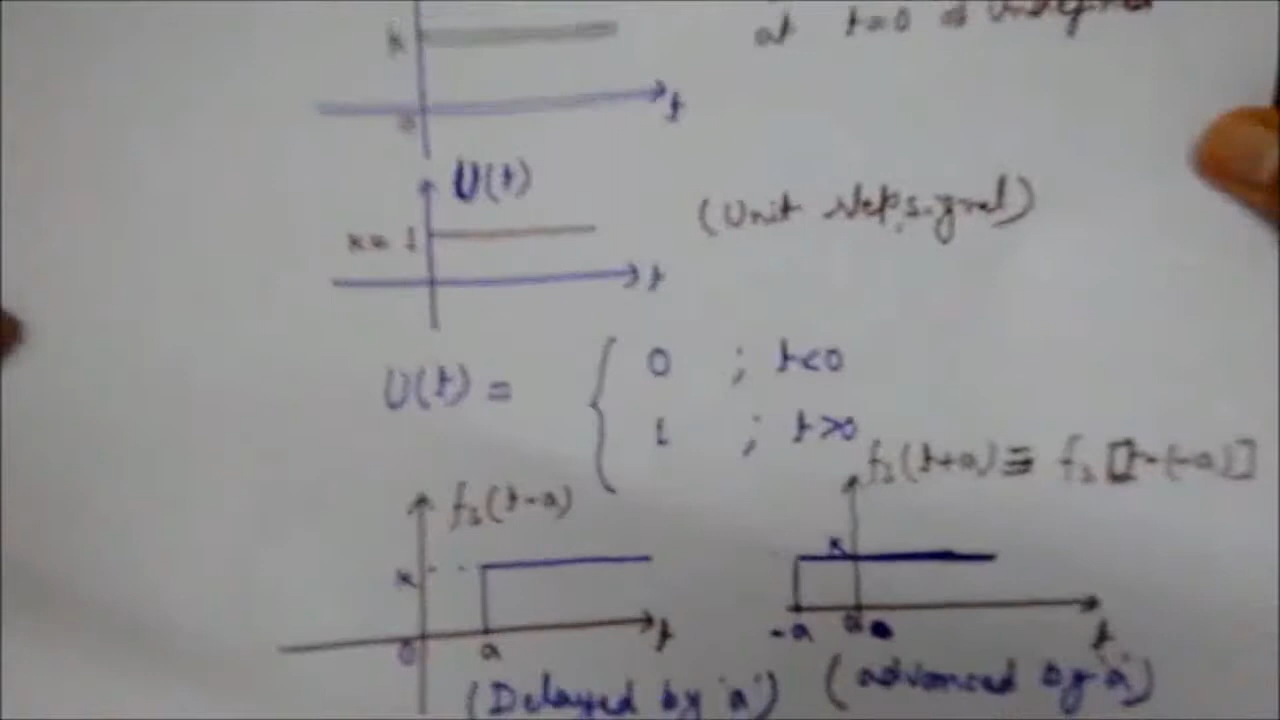 at t=0 is undefined
K
t
0
U(t)
(Unit step signal)
K = 1
t
U(t) = { 0 ; t<0
1 ; t>0
f₂(t-a)
f₂(t+a) ≡ f₂[t-(-a)]
K
K
t
0
a
-a
0
t
(Delayed by 'a')
(advanced by 'a')